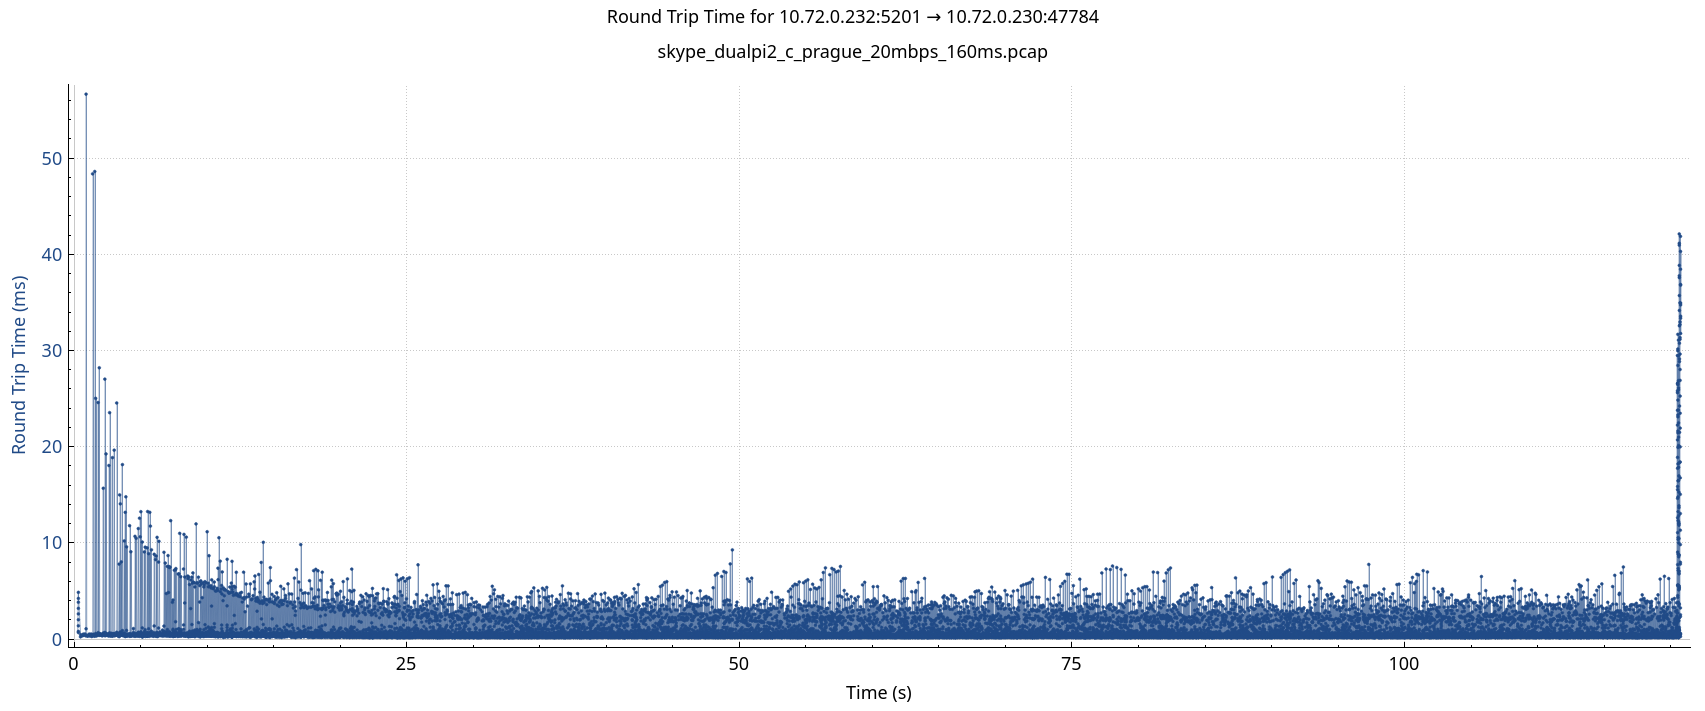 Round Trip Time for 10.72.0.232:5201 → 10.72.0.230:47784
skype_dualpi2_c_prague_20mbps_160ms.pcap
Round Trip Time (ms)
50
40
30
20
10
0
0 25 50 75 100
Time (s)